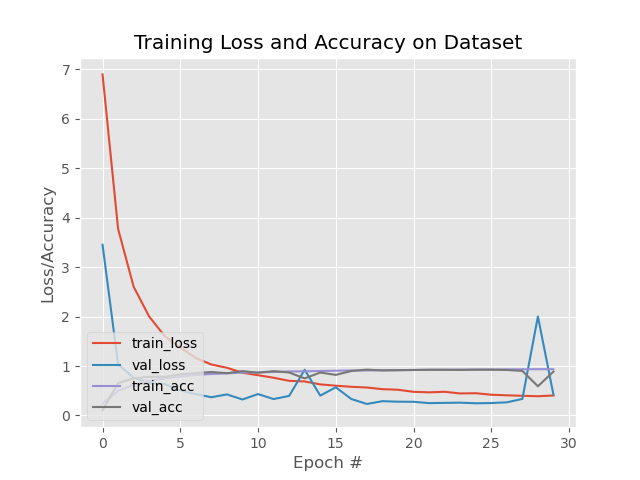 Training Loss and Accuracy on Dataset
7
6
5
4
3
2
1
0
Loss/Accuracy
train_loss
val_loss
train_acc
val_acc
0 5 10 15 20 25 30
Epoch #